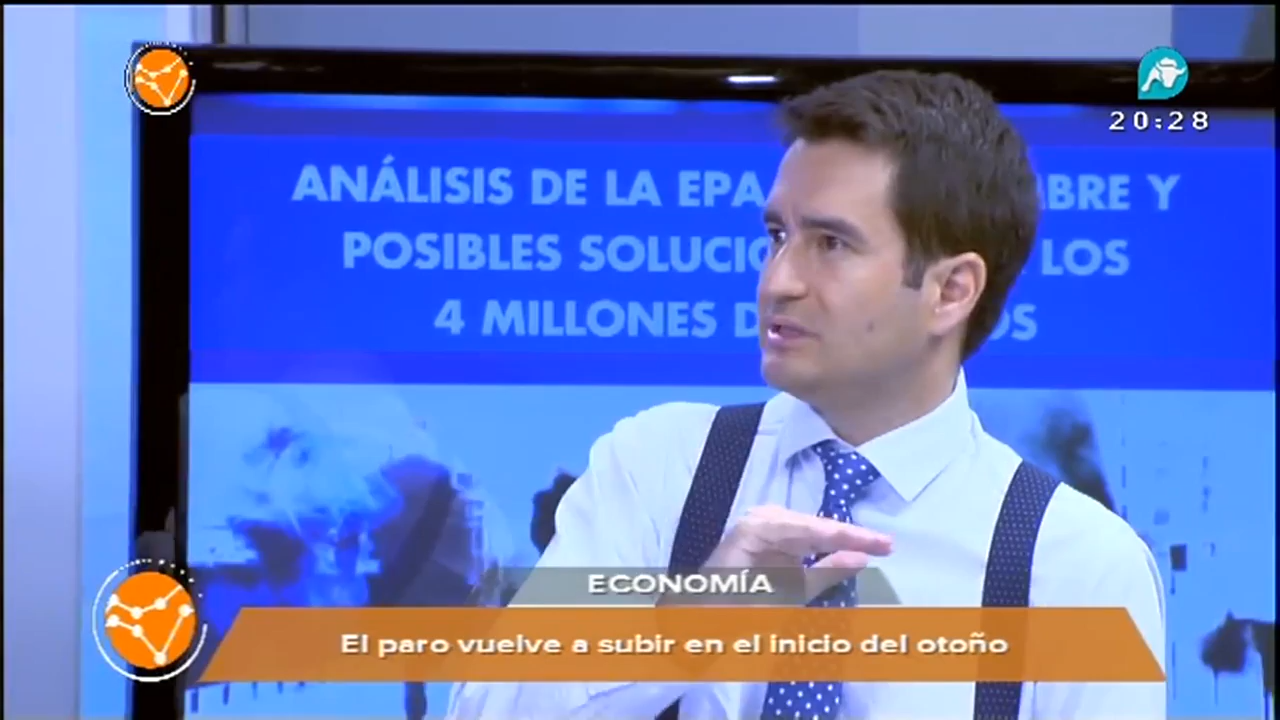 20:28
ANÁLISIS DE LA EPA BRE Y
POSIBLES LOS
4 MILLONES
ECONOMÍA
El paro vuelve a subir en el inicio del otoño